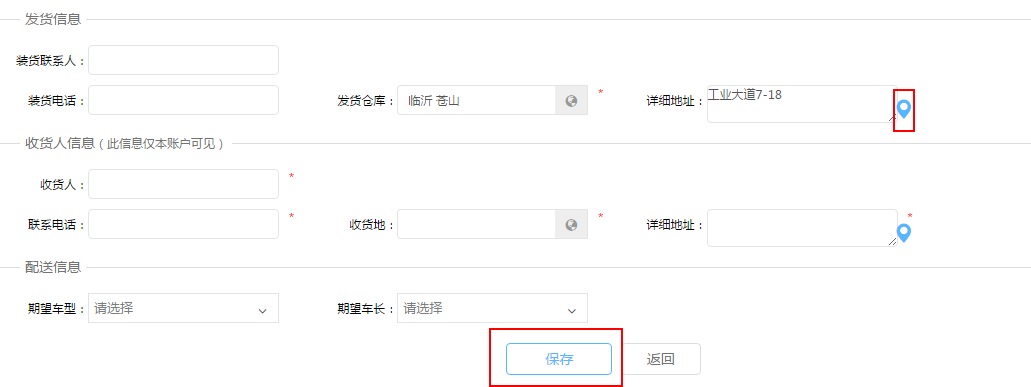 发货信息
装货联系人：
装货电话： 发货仓库： 临沂 苍山 * 详细地址： 工业大道7-18
收货人信息（此信息仅本账户可见）
收货人： *
联系电话： * 收货地： * 详细地址： *
配送信息
期望车型： 请选择 期望车长： 请选择
保存 返回